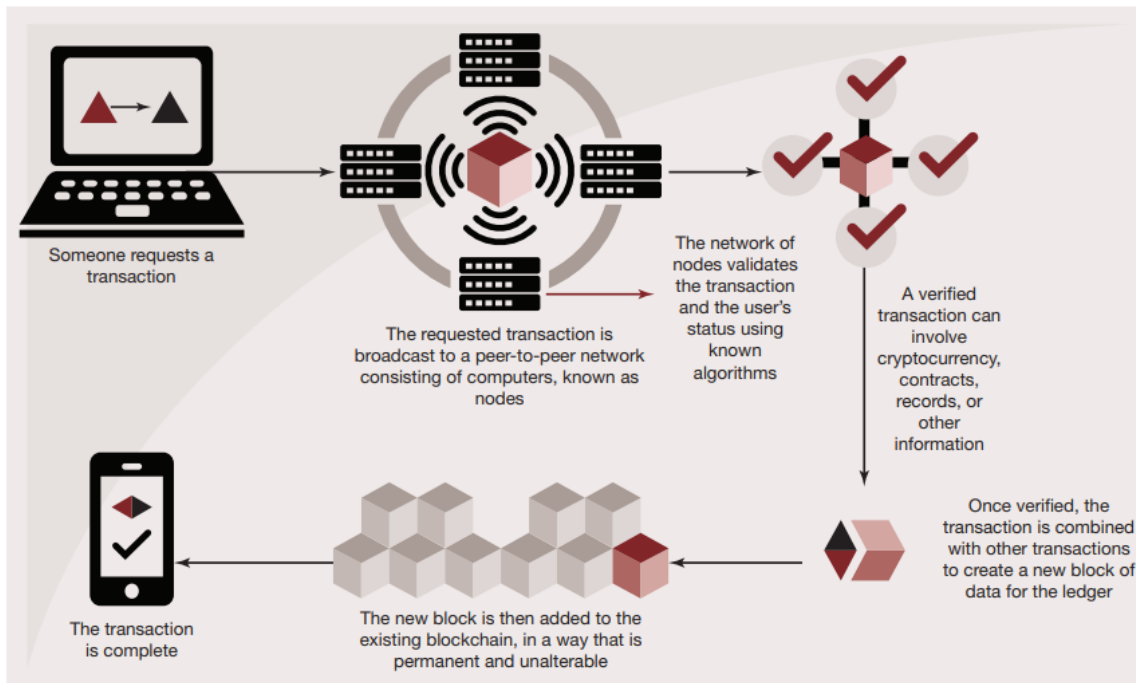 Someone requests a
transaction
The requested transaction is
broadcast to a peer-to-peer network
consisting of computers, known as
nodes
The network of
nodes validates
the transaction
and the user's
status using
known
algorithms
A verified
transaction can
involve
cryptocurrency,
contracts,
records, or
other
information
Once verified, the
transaction is combined
with other transactions
to create a new block of
data for the ledger
The new block is then added to the
existing blockchain, in a way that is
permanent and unalterable
The transaction
is complete